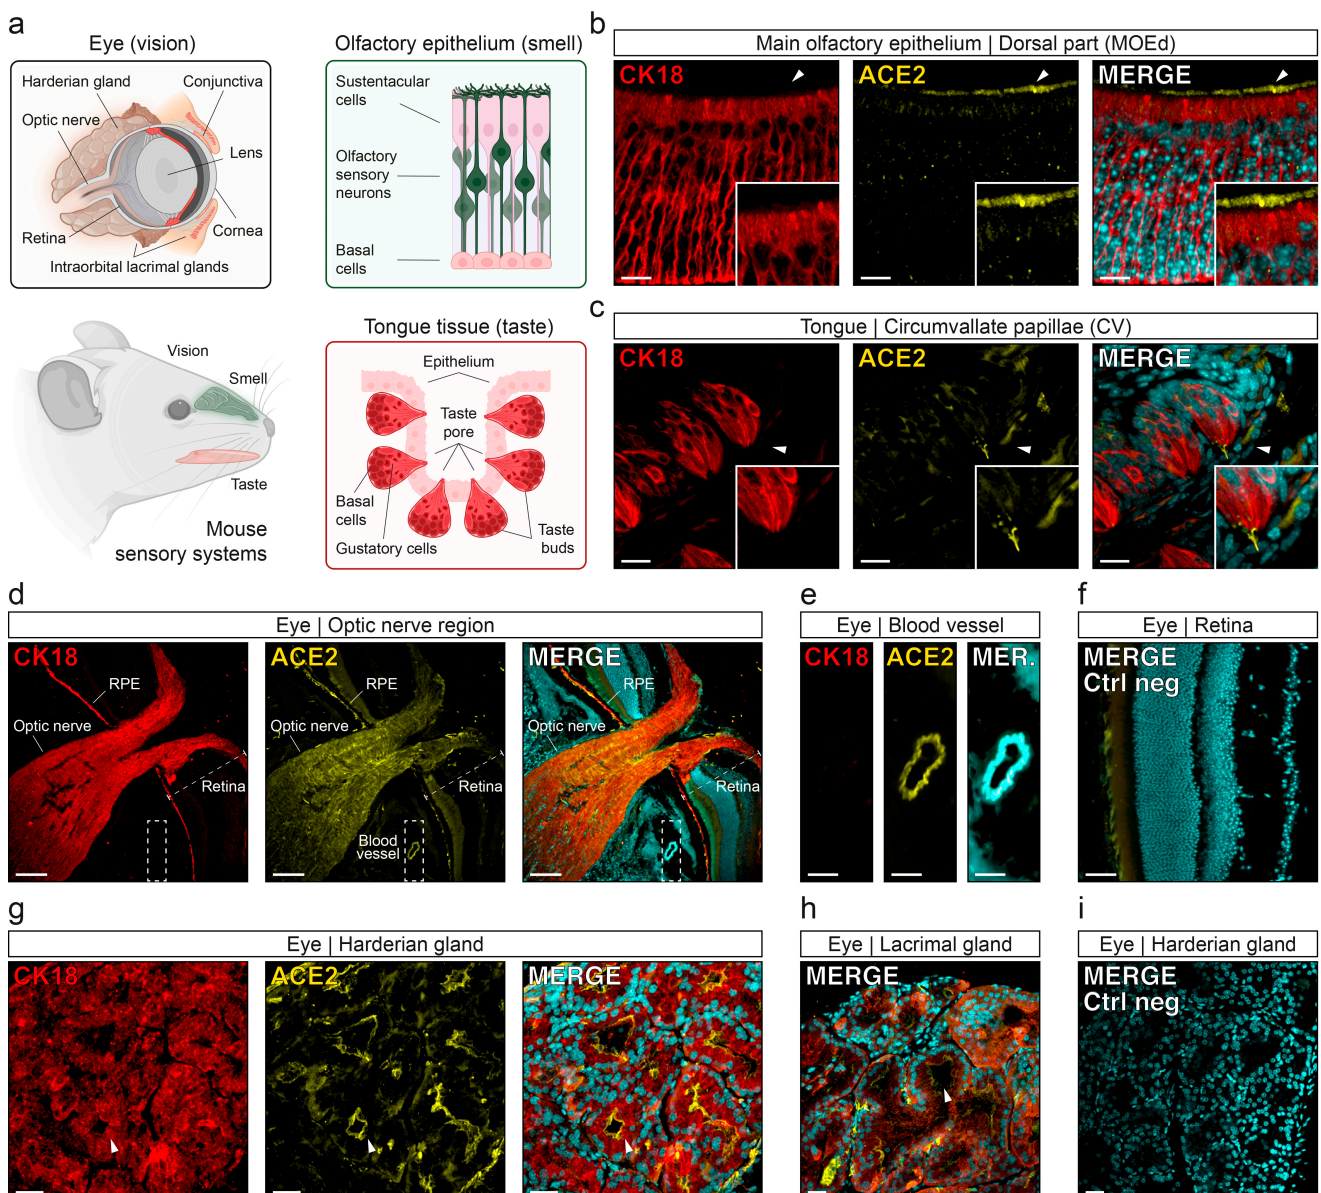 a
Eye (vision)
Harderian gland
Conjunctiva
Optic nerve
Lens
Retina
Cornea
Intraorbital lacrimal glands
Olfactory epithelium (smell)
Sustentacular
cells
Olfactory
sensory
neurons
Basal
cells
Vision
Smell
Taste
Mouse
sensory systems
Tongue tissue (taste)
Epithelium
Taste
pore
Basal
cells
Gustatory cells
Taste
buds
b
Main olfactory epithelium | Dorsal part (MOEd)
CK18
ACE2
MERGE
c
Tongue | Circumvallate papillae (CV)
CK18
ACE2
MERGE
d
Eye | Optic nerve region
CK18
RPE
Optic nerve
Retina
ACE2
RPE
Optic nerve
Retina
Blood
vessel
MERGE
RPE
Optic nerve
Retina
e
Eye | Blood vessel
CK18
ACE2
MER.
f
Eye | Retina
MERGE
Ctrl neg
g
Eye | Harderian gland
CK18
ACE2
MERGE
h
Eye | Lacrimal gland
MERGE
i
Eye | Harderian gland
MERGE
Ctrl neg